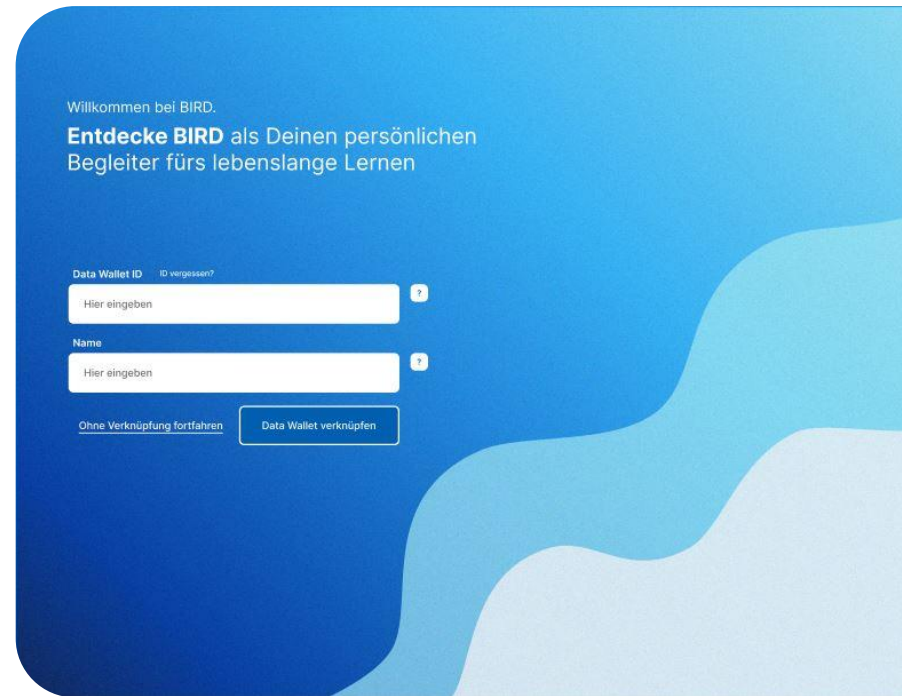 Willkommen bei BIRD.
Entdecke BIRD als Deinen persönlichen
Begleiter fürs lebenslange Lernen
Data Wallet ID ID vergessen?
Hier eingeben
?
Name
Hier eingeben
?
Ohne Verknüpfung fortfahren
Data Wallet verknüpfen